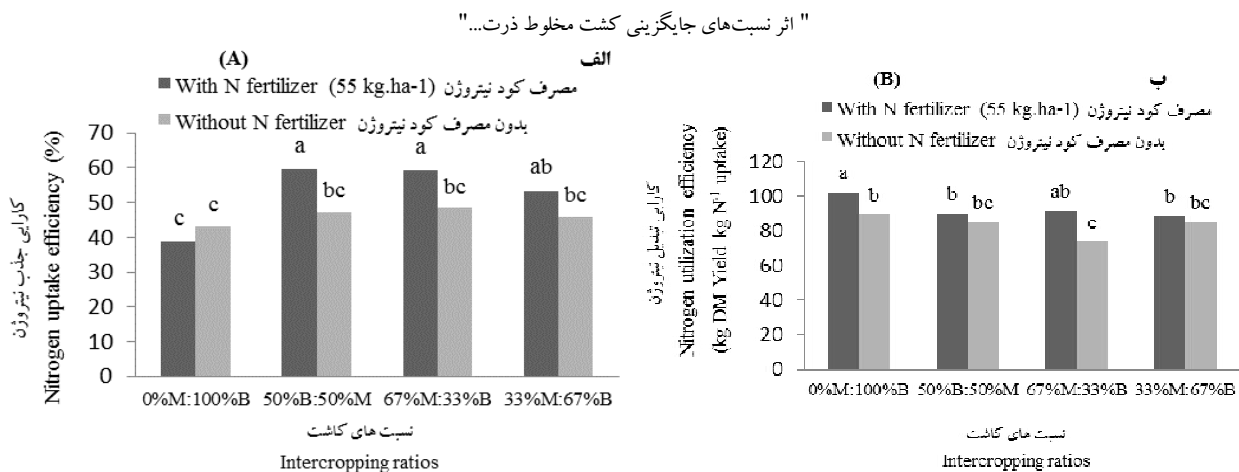 " اثر نسبت‌های جایگزینی کشت مخلوط ذرت..."
(A) الف
With N fertilizer (55 kg.ha-1) مصرف کود نیتروژن
Without N fertilizer بدون مصرف کود نیتروژن
کارایی جذب نیتروژن
Nitrogen uptake efficiency (%)
70
60
50
40
30
20
10
0
c c a bc a bc ab bc
0%M:100%B 50%B:50%M 67%M:33%B 33%M:67%B
نسبت های کاشت
Intercropping ratios
(B) ب
With N fertilizer (55 kg.ha-1) مصرف کود نیتروژن
Without N fertilizer بدون مصرف کود نیتروژن
کارایی تبدیل نیتروژن
Nitrogen utilization efficiency
(kg DM Yield kg N-1 uptake)
120
100
80
60
40
20
0
a b b bc ab c b bc
0%M:100%B 50%B:50%M 67%M:33%B 33%M:67%B
نسبت های کاشت
Intercropping ratios